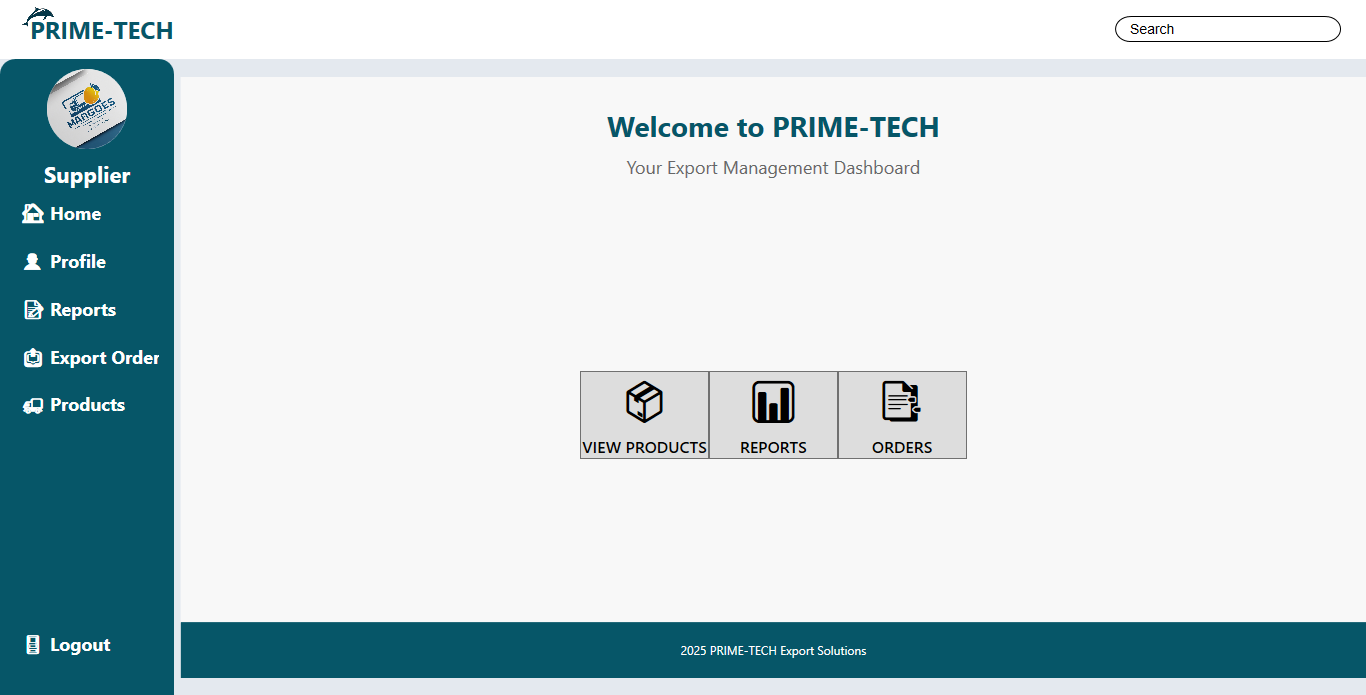 PRIME-TECH
Search
MARGOES
Supplier
Home
Profile
Reports
Export Order
Products
Logout
Welcome to PRIME-TECH
Your Export Management Dashboard
VIEW PRODUCTS
REPORTS
ORDERS
2025 PRIME-TECH Export Solutions